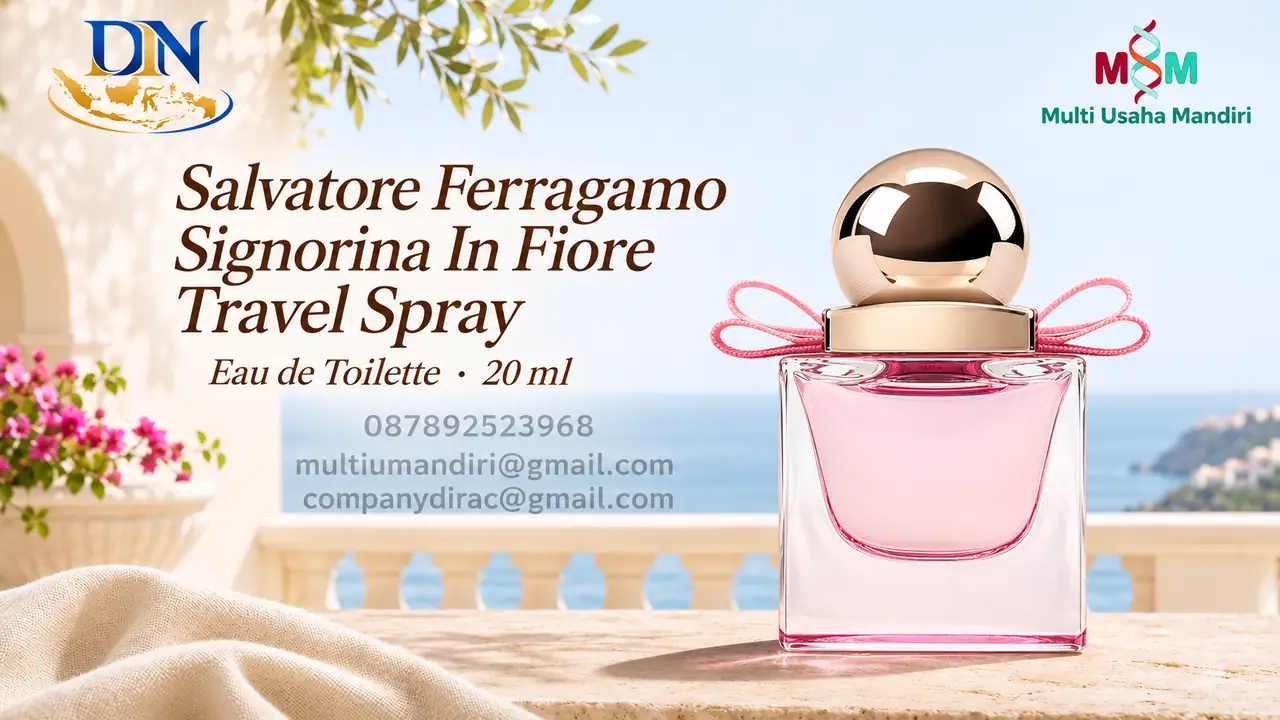 DN
MSM
Multi Usaha Mandiri
Salvatore Ferragamo
Signorina In Fiore
Travel Spray
Eau de Toilette • 20 ml
087892523968
multiumandiri@gmail.com
companydirac@gmail.com